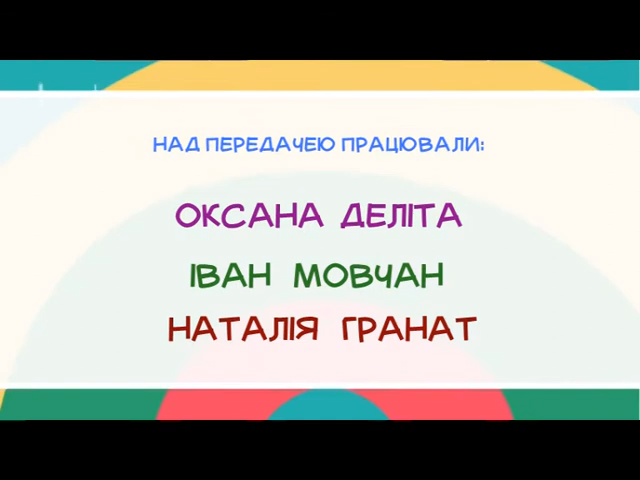 НАД ПЕРЕДАЧЕЮ ПРАЦЮВАЛИ:
ОКСАНА ДЕЛІТА
ІВАН МОВЧАН
НАТАЛІЯ ГРАНАТ